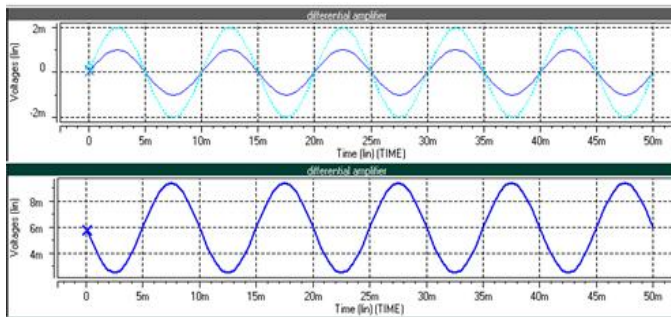 differential amplifier
2m
0
-2m
Voltages (lin)
0 5m 10m 15m 20m 25m 30m 35m 40m 45m 50m
Time (lin) (TIME)
differential amplifier
8m
6m
4m
Voltages (lin)
0 5m 10m 15m 20m 25m 30m 35m 40m 45m 50m
Time (lin) (TIME)